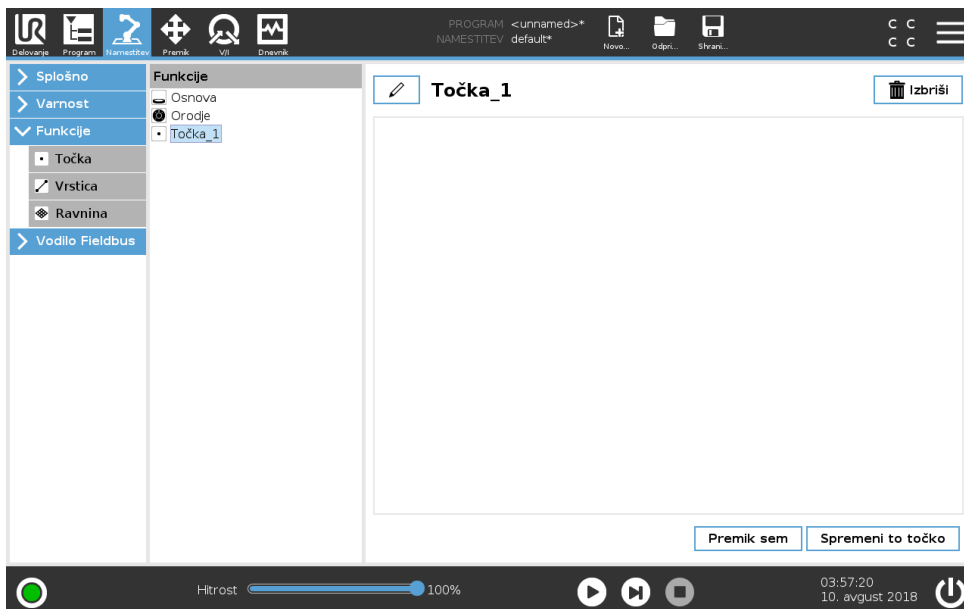 UR
PROGRAM <unnamed>*
NAMESTITEV default*
C C
C C
Delovanje Program Namestitev Premik V/I Dnevnik Novo... Odpri... Shrani...
Splošno
Varnost
Funkcije
Točka
Vrstica
Ravnina
Vodilo Fieldbus
Funkcije
Osnova
Orodje
Točka_1
Točka_1
Izbriši
Premik sem Spremeni to točko
Hitrost 100%
03:57:20
10. avgust 2018